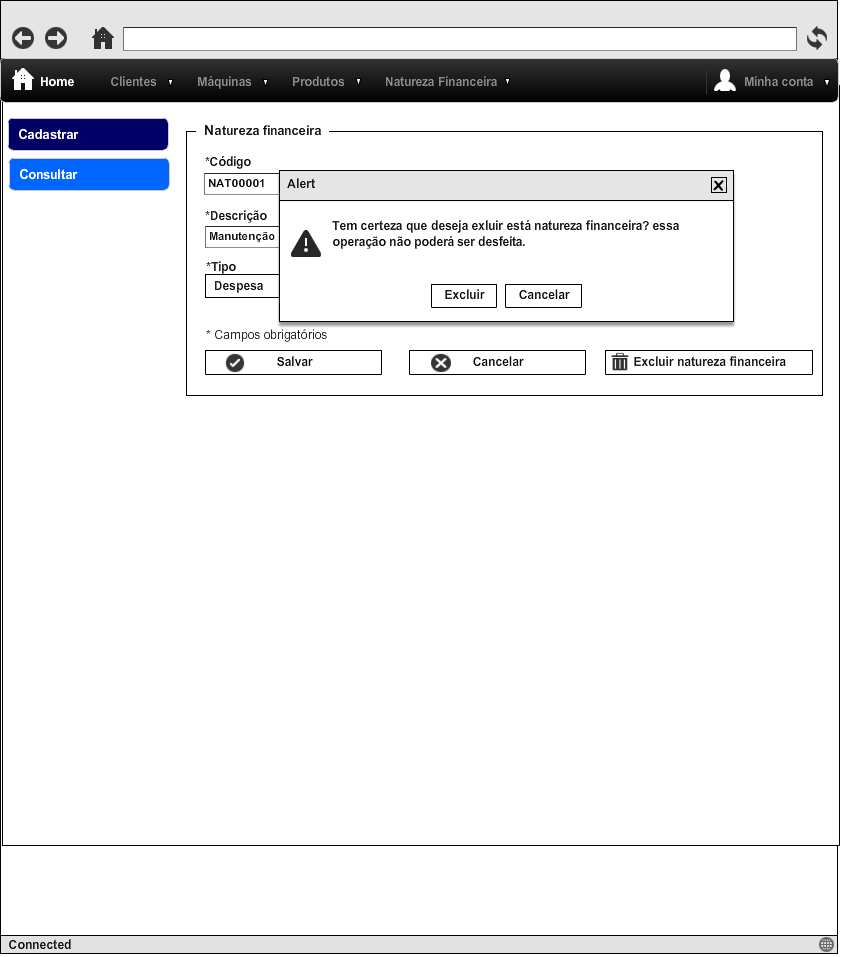 Home Clientes Máquinas Produtos Natureza Financeira Minha conta
Cadastrar
Consultar
Natureza financeira
*Código
NAT00001
*Descrição
Manutenção
*Tipo
Despesa
Alert
Tem certeza que deseja exluir está natureza financeira? essa
operação não poderá ser desfeita.
Excluir Cancelar
* Campos obrigatórios
Salvar Cancelar Excluir natureza financeira
Connected